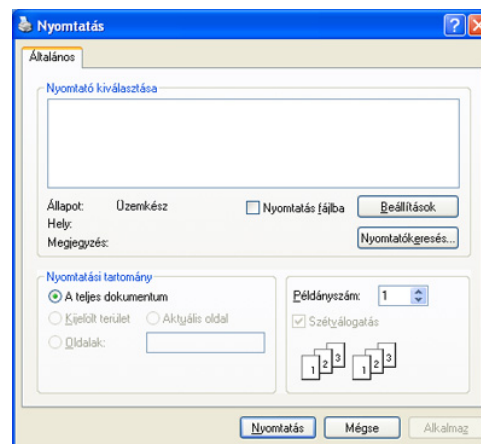 Nyomtatás
Általános
Nyomtató kiválasztása
Állapot: Üzemkész
Nyomtatás fájlba
Beállítások
Hely:
Megjegyzés:
Nyomtatókeresés...
Nyomtatási tartomány
A teljes dokumentum
Kijelölt terület Aktuális oldal
Oldalak:
Példányszám: 1
Szétválogatás
1 2 3 1 2 3
Nyomtatás Mégse Alkalmaz